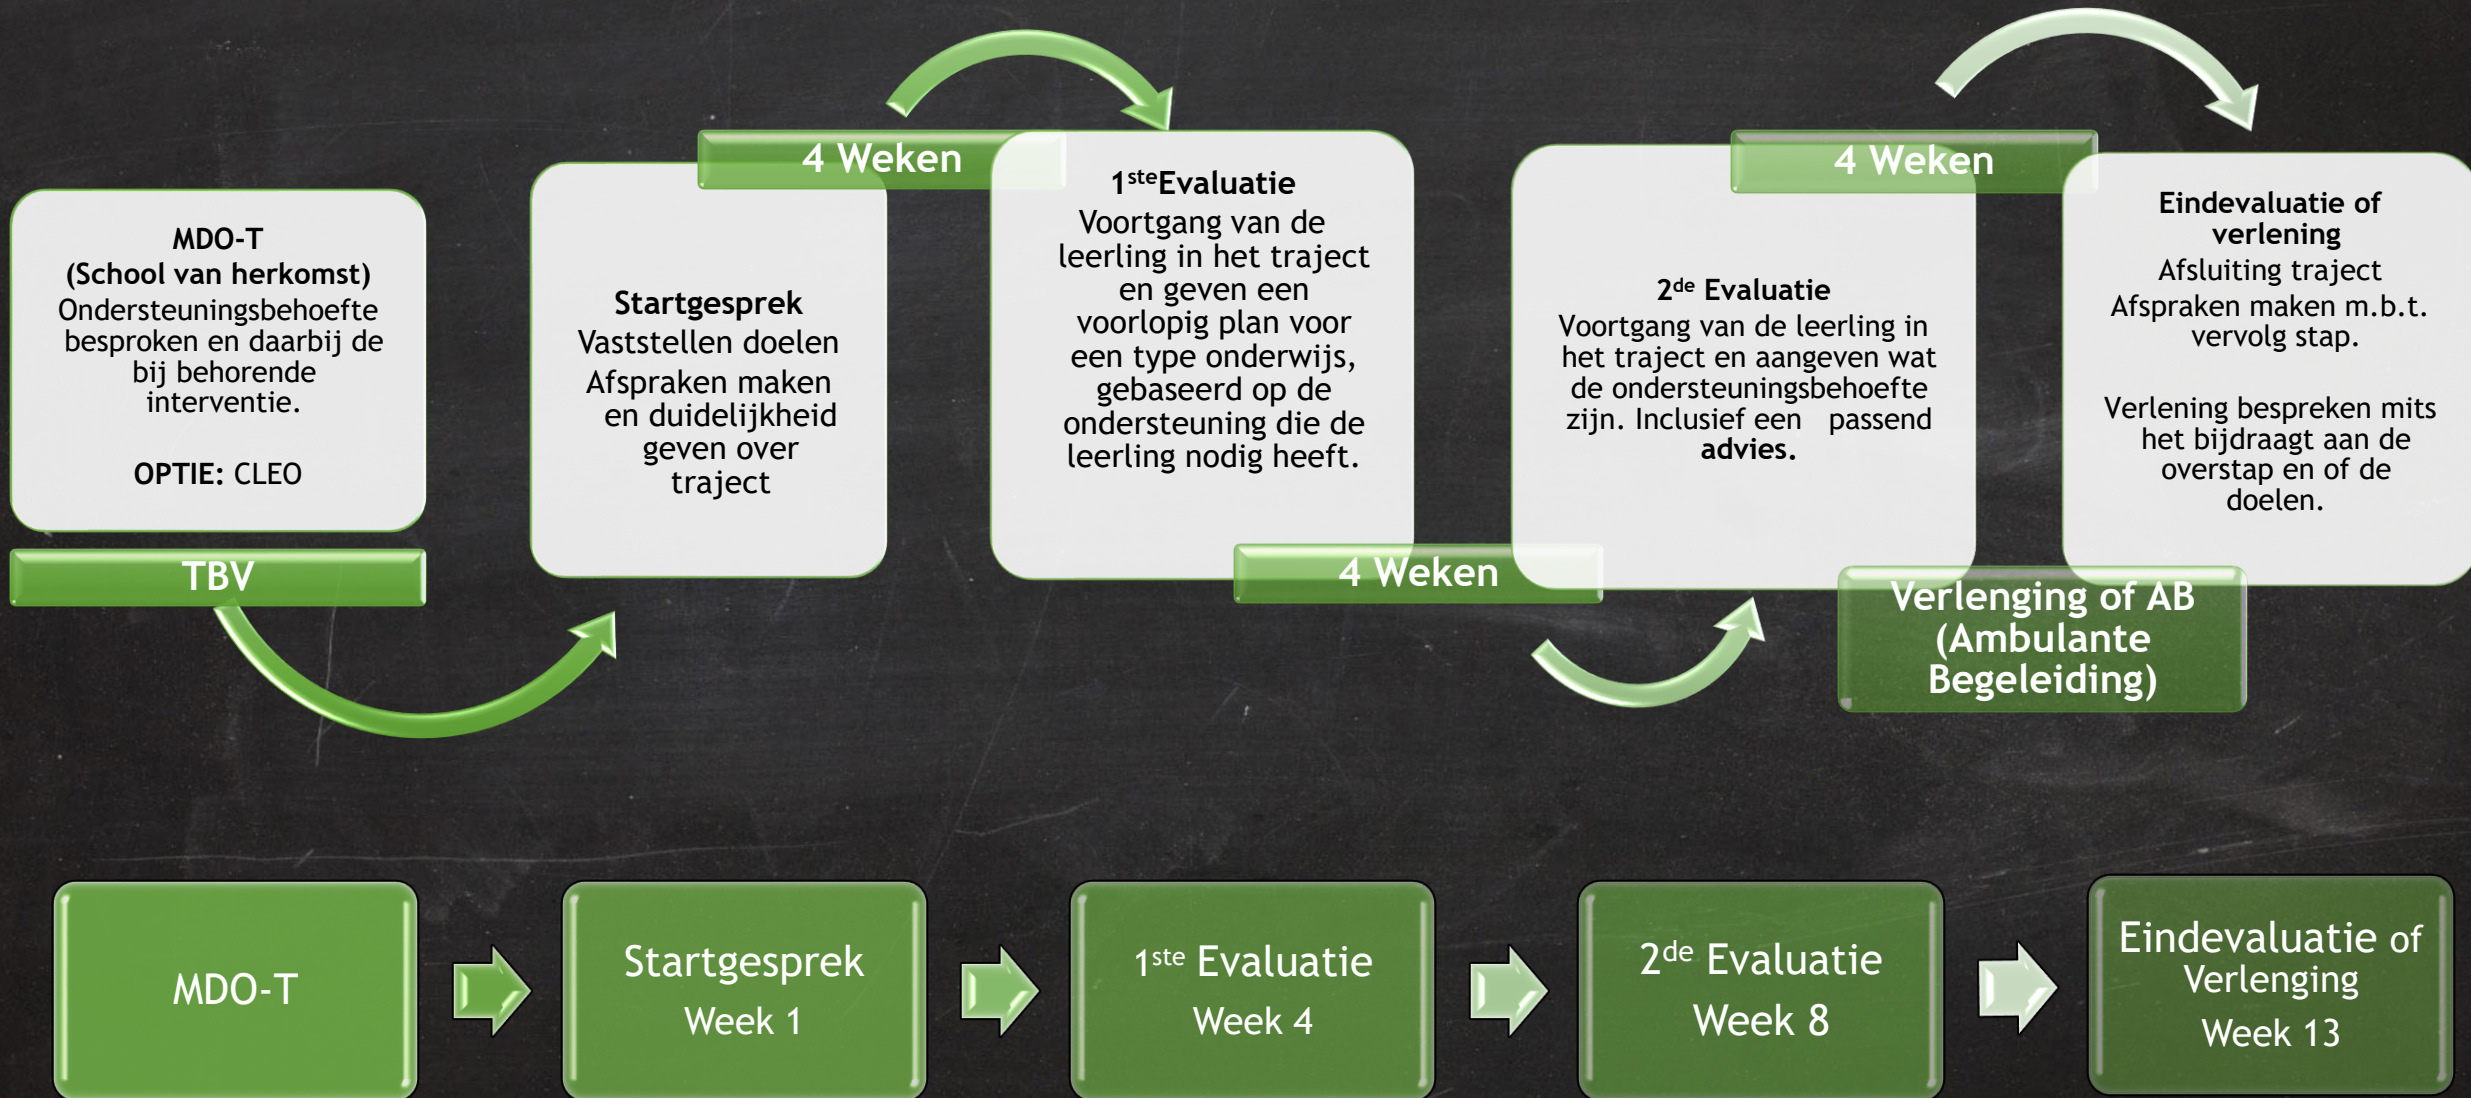 MDO-T
(School van herkomst)
Ondersteuningsbehoefte
besproken en daarbij de
bij behorende
interventie.
OPTIE: CLEO
TBV
Startgesprek
Vaststellen doelen
Afspraken maken
en duidelijkheid
geven over
traject
4 Weken
1steEvaluatie
Voortgang van de
leerling in het traject
en geven een
voorlopig plan voor
een type onderwijs,
gebaseerd op de
ondersteuning die de
leerling nodig heeft.
4 Weken
2de Evaluatie
Voortgang van de leerling in
het traject en aangeven wat
de ondersteuningsbehoefte
zijn. Inclusief een passend
advies.
4 Weken
Verlenging of AB
(Ambulante
Begeleiding)
Eindevaluatie of
verlening
Afsluiting traject
Afspraken maken m.b.t.
vervolg stap.
Verlening bespreken mits
het bijdraagt aan de
overstap en of de
doelen.
MDO-T
Startgesprek
Week 1
1ste Evaluatie
Week 4
2de Evaluatie
Week 8
Eindevaluatie of
Verlenging
Week 13